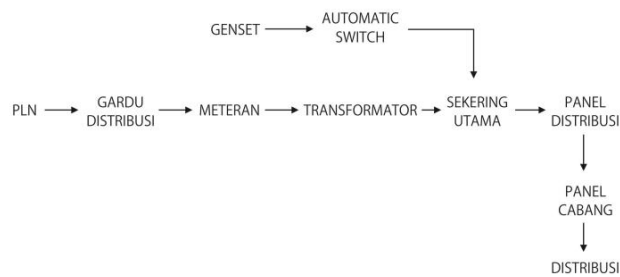 GENSET
AUTOMATIC
SWITCH
PLN
GARDU
DISTRIBUSI
METERAN
TRANSFORMATOR
SEKERING
UTAMA
PANEL
DISTRIBUSI
PANEL
CABANG
DISTRIBUSI